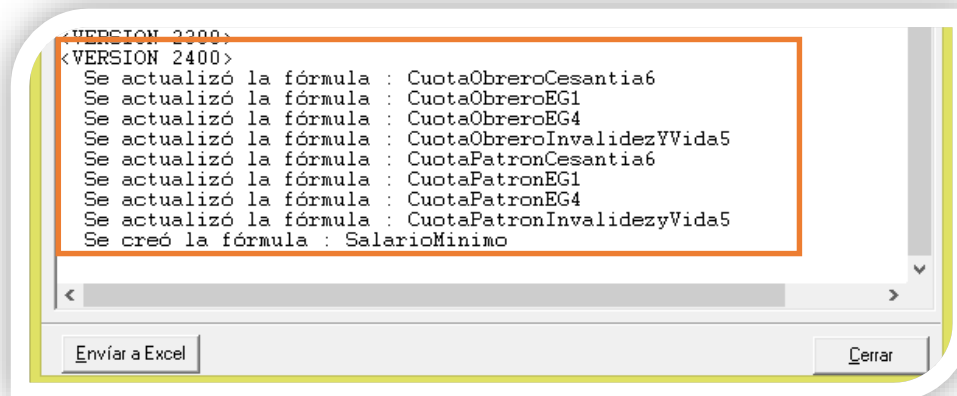 <VERSION 2300>
<VERSION 2400>
Se actualizó la fórmula : CuotaObreroCesantia6
Se actualizó la fórmula : CuotaObreroEG1
Se actualizó la fórmula : CuotaObreroEG4
Se actualizó la fórmula : CuotaObreroInvalidezYVida5
Se actualizó la fórmula : CuotaPatronCesantia6
Se actualizó la fórmula : CuotaPatronEG1
Se actualizó la fórmula : CuotaPatronEG4
Se actualizó la fórmula : CuotaPatronInvalidezyVida5
Se creó la fórmula : SalarioMinimo
Envíar a Excel
Cerrar